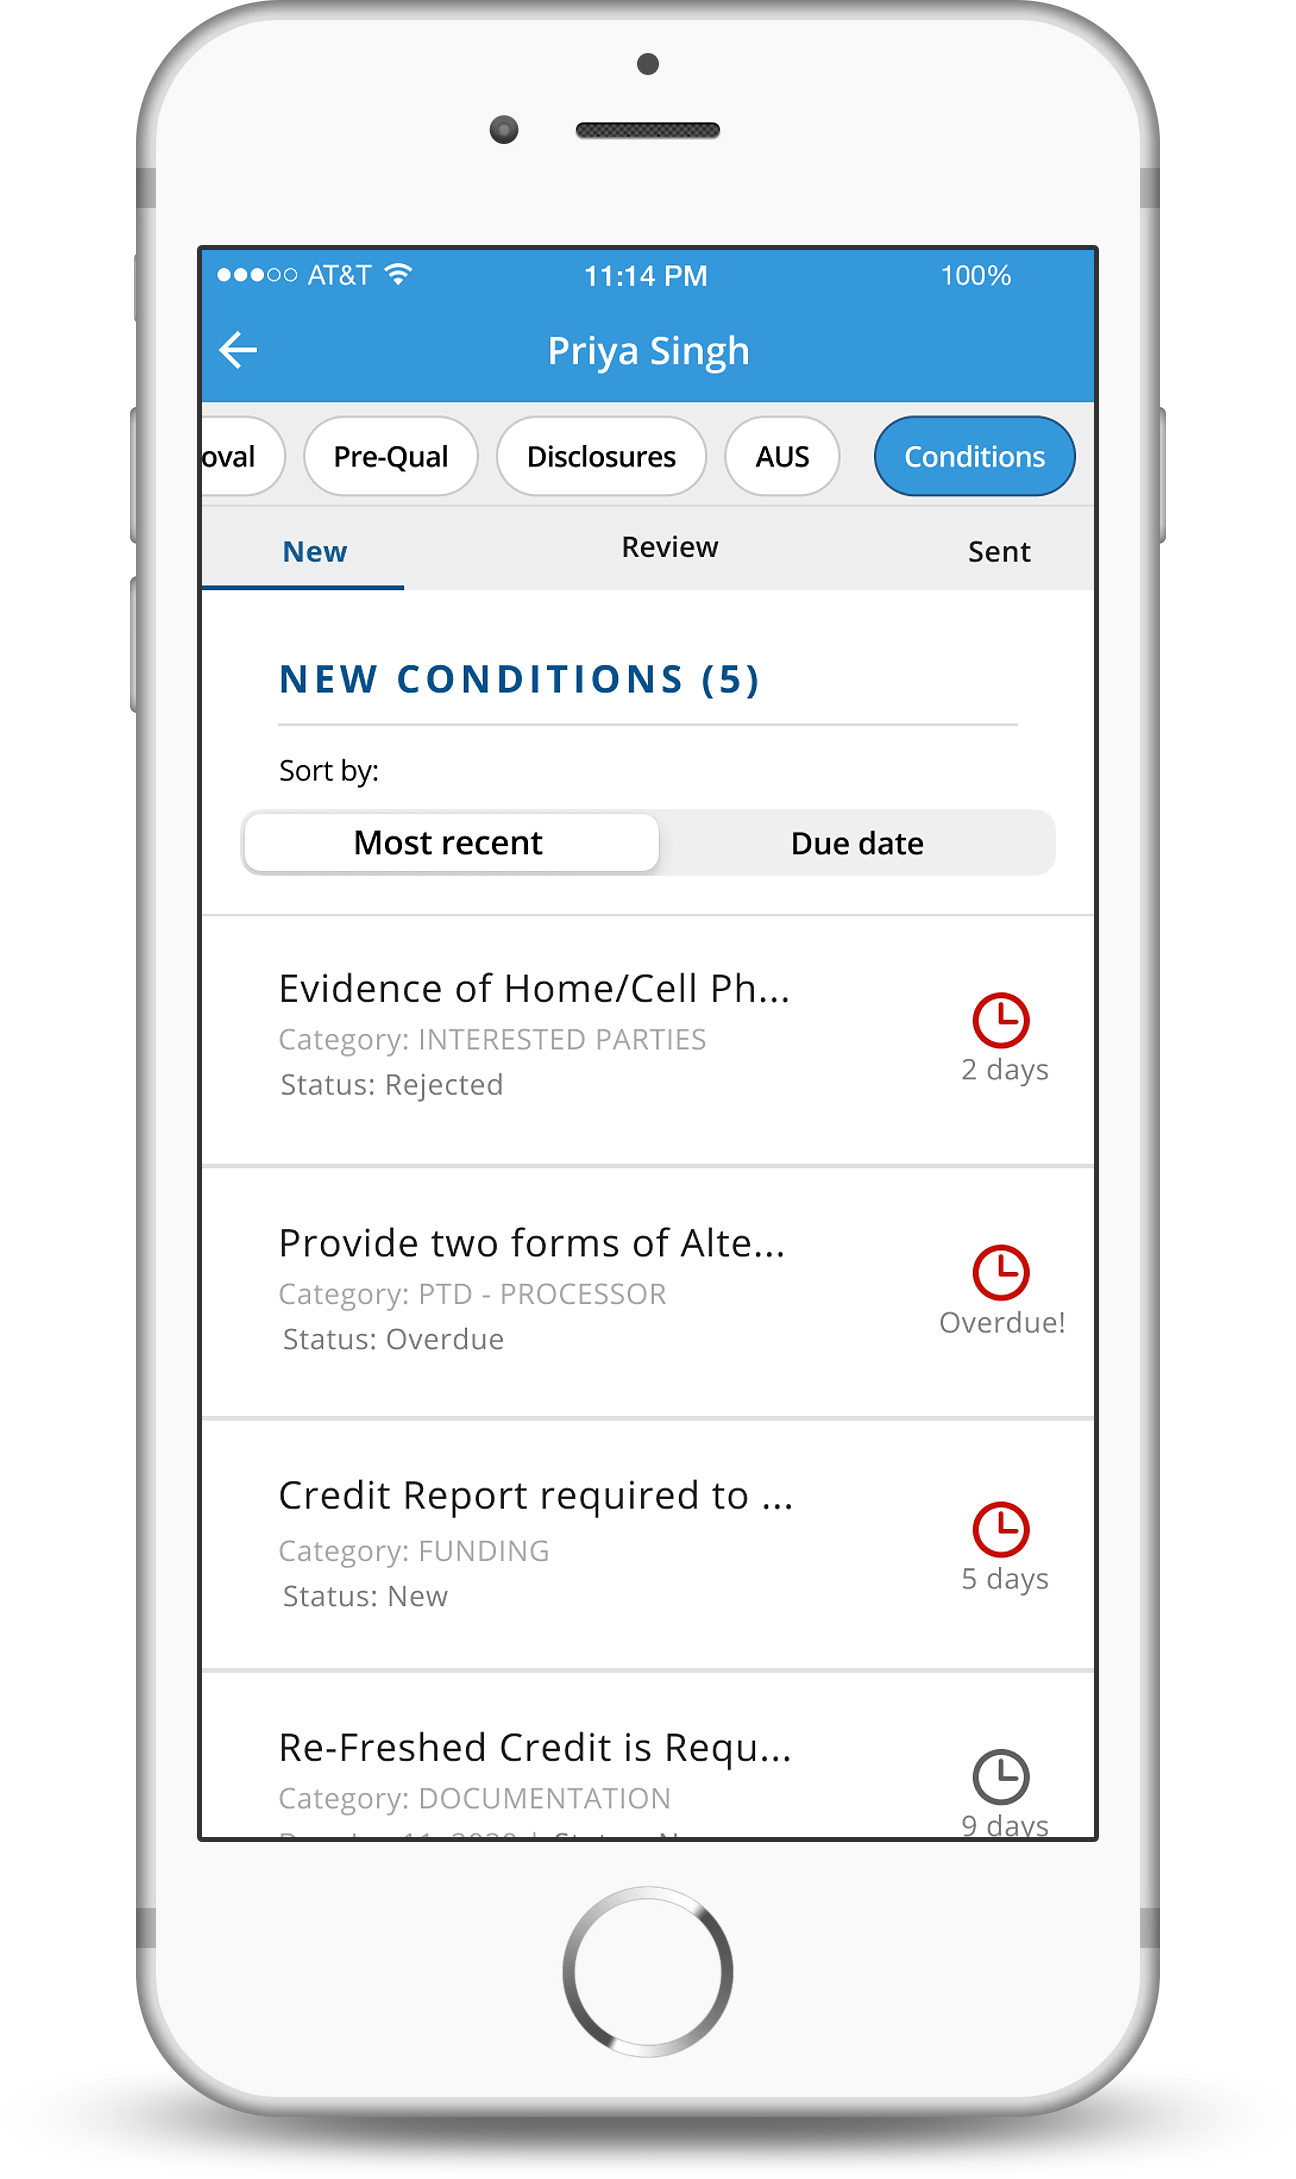 AT&T 11:14 PM 100%
Priya Singh
oval Pre-Qual Disclosures AUS Conditions
New Review Sent
NEW CONDITIONS (5)
Sort by:
Most recent Due date
Evidence of Home/Cell Ph...
Category: INTERESTED PARTIES
Status: Rejected
2 days
Provide two forms of Alte...
Category: PTD - PROCESSOR
Status: Overdue
Overdue!
Credit Report required to ...
Category: FUNDING
Status: New
5 days
Re-Freshed Credit is Requ...
Category: DOCUMENTATION
9 days